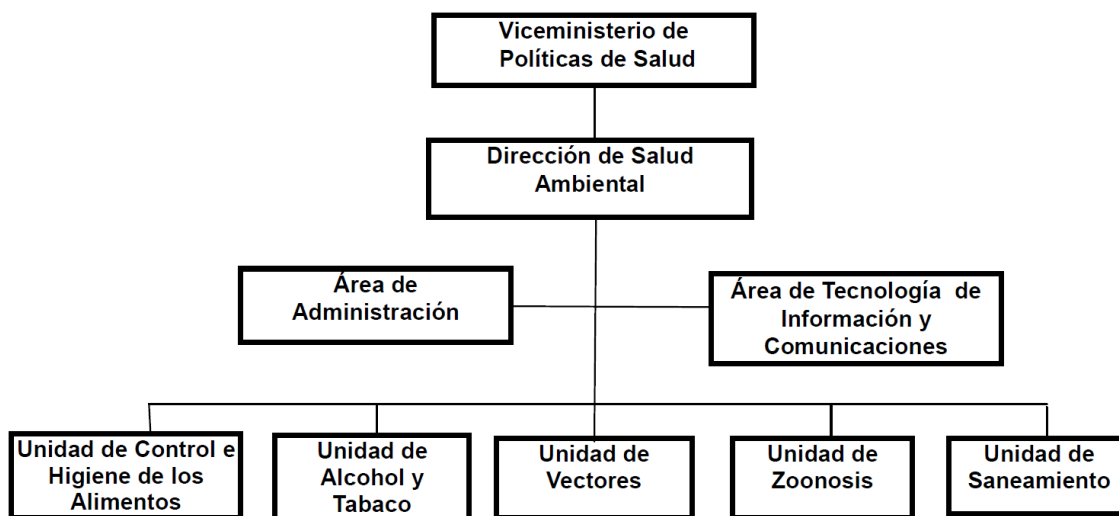 Viceministerio de
Políticas de Salud
Dirección de Salud
Ambiental
Área de
Administración
Área de Tecnología de
Información y
Comunicaciones
Unidad de Control e
Higiene de los
Alimentos
Unidad de
Alcohol y
Tabaco
Unidad de
Vectores
Unidad de
Zoonosis
Unidad de
Saneamiento